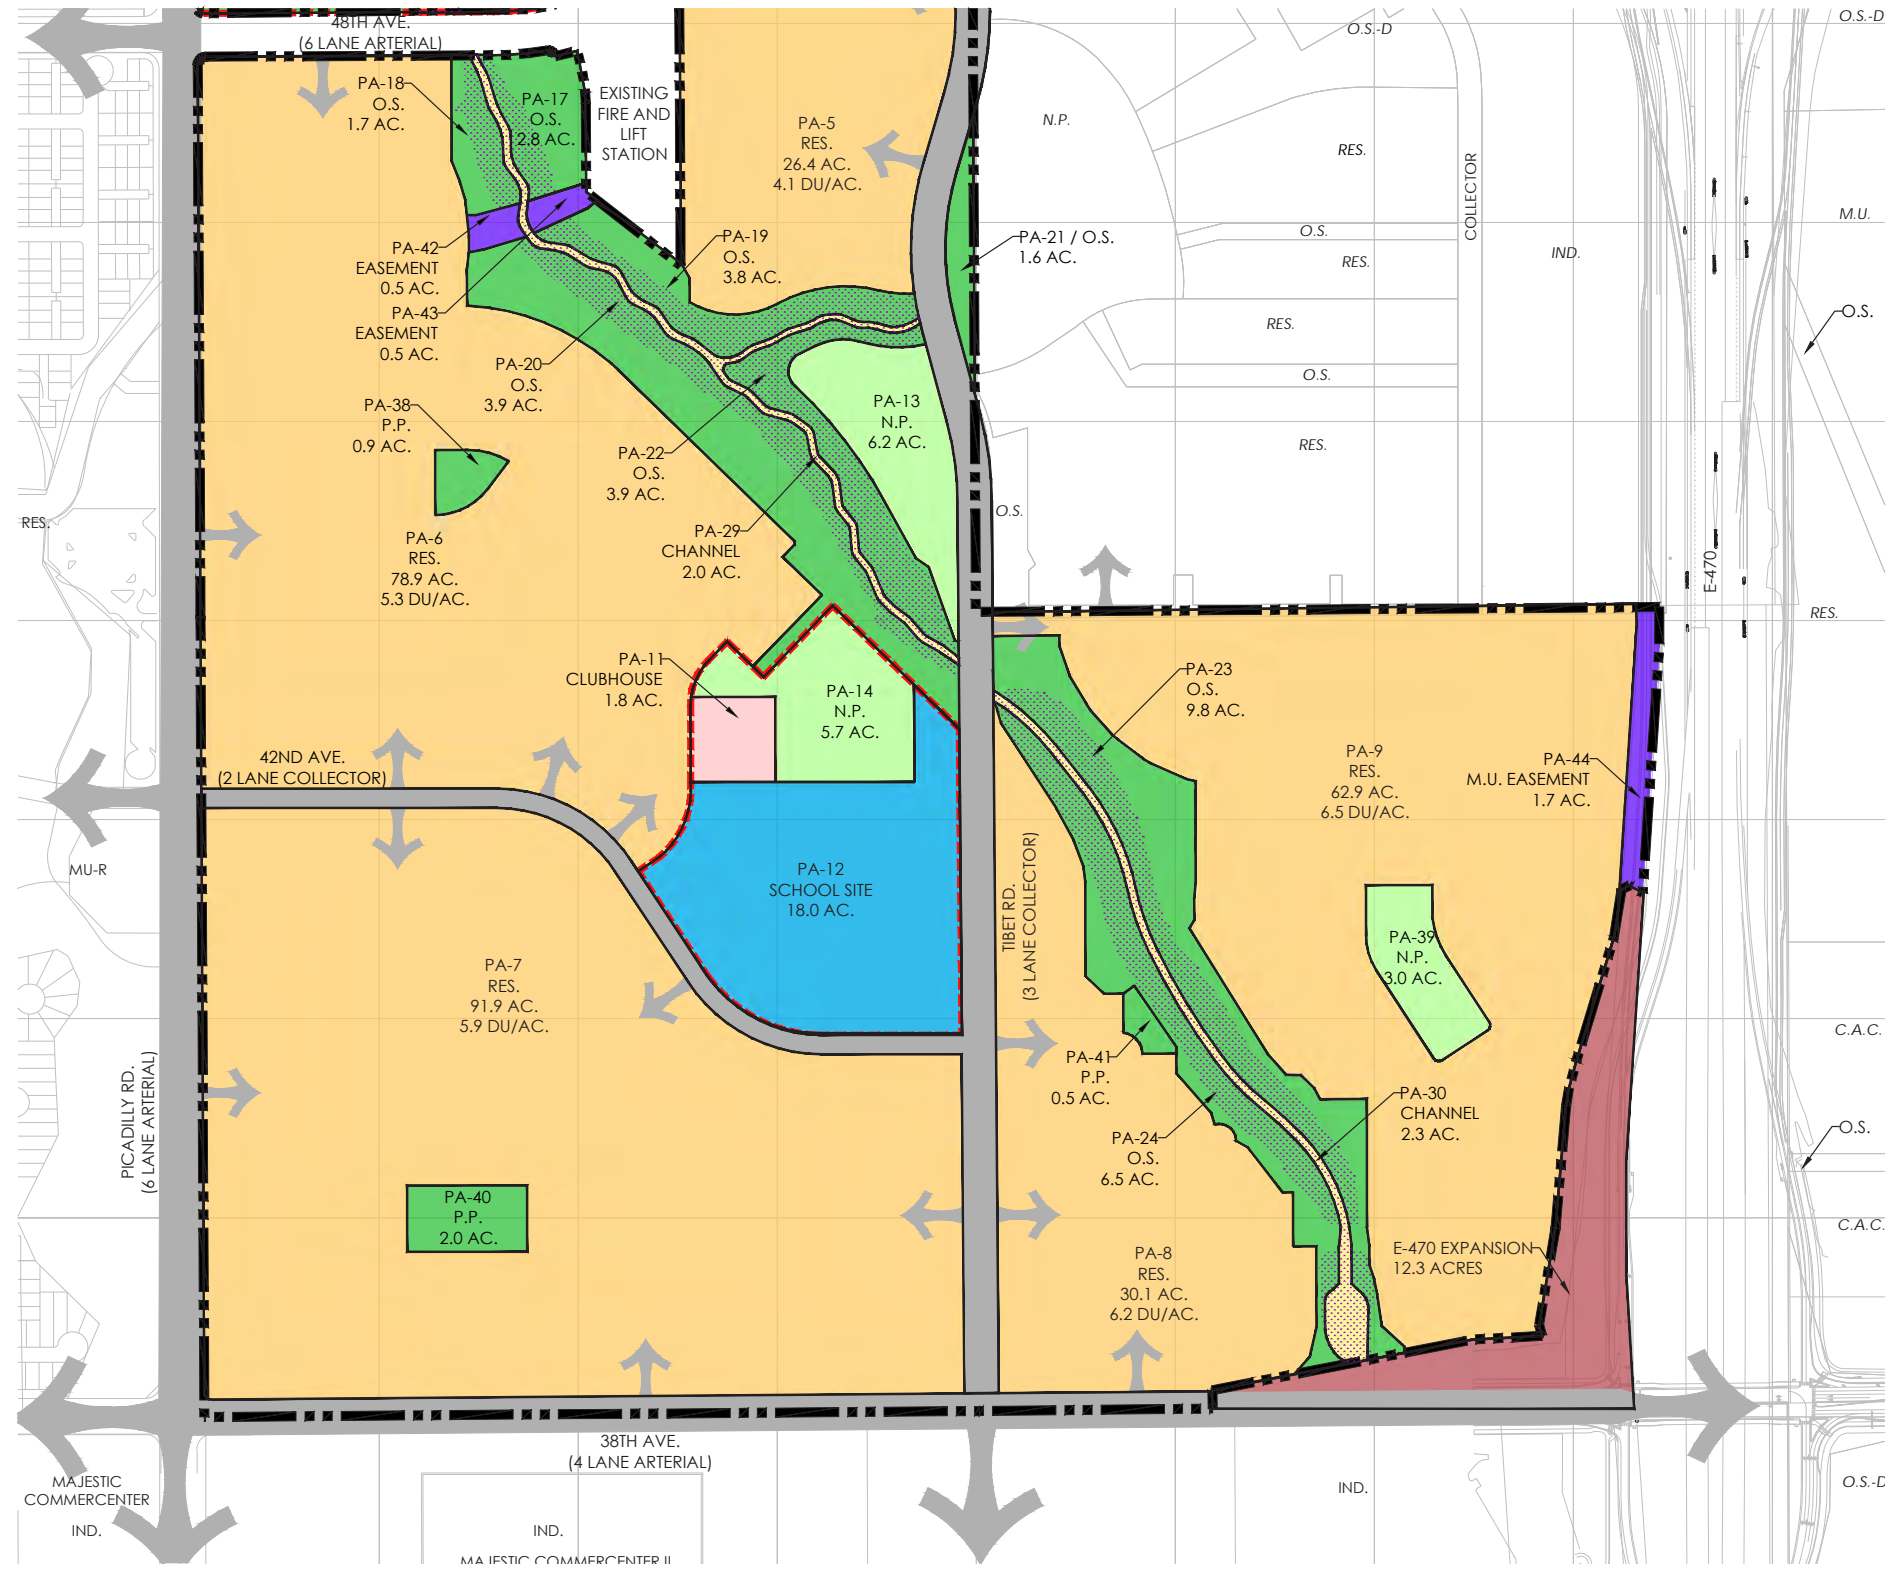 48TH AVE.
(6 LANE ARTERIAL)
O.S.-D
O.S.-D
PA-18
O.S.
1.7 AC.
PA-17
O.S.
2.8 AC.
EXISTING
FIRE AND
LIFT
STATION
PA-5
RES.
26.4 AC.
4.1 DU/AC.
N.P.
RES.
COLLECTOR
M.U.
PA-42
EASEMENT
0.5 AC.
PA-43
EASEMENT
0.5 AC.
PA-19
O.S.
3.8 AC.
PA-21 / O.S.
1.6 AC.
O.S.
RES.
IND.
RES.
O.S.
O.S.
PA-20
O.S.
3.9 AC.
PA-38
P.P.
0.9 AC.
PA-13
N.P.
6.2 AC.
PA-22
O.S.
3.9 AC.
RES.
RES.
O.S.
PA-6
RES.
78.9 AC.
5.3 DU/AC.
PA-29
CHANNEL
2.0 AC.
E-470
RES.
PA-11
CLUBHOUSE
1.8 AC.
PA-14
N.P.
5.7 AC.
PA-23
O.S.
9.8 AC.
42ND AVE.
(2 LANE COLLECTOR)
PA-9
RES.
62.9 AC.
6.5 DU/AC.
PA-44
M.U. EASEMENT
1.7 AC.
MU-R
PA-12
SCHOOL SITE
18.0 AC.
TIBET RD.
(3 LANE COLLECTOR)
PA-39
N.P.
3.0 AC.
PA-7
RES.
91.9 AC.
5.9 DU/AC.
C.A.C.
PICADILLY RD.
(6 LANE ARTERIAL)
PA-41
P.P.
0.5 AC.
PA-30
CHANNEL
2.3 AC.
PA-24
O.S.
6.5 AC.
O.S.
PA-40
P.P.
2.0 AC.
C.A.C.
PA-8
RES.
30.1 AC.
6.2 DU/AC.
E-470 EXPANSION
12.3 ACRES
38TH AVE.
(4 LANE ARTERIAL)
MAJESTIC
COMMERCENTER
IND.
IND.
MAJESTIC COMMERCENTER II
IND.
O.S.-D